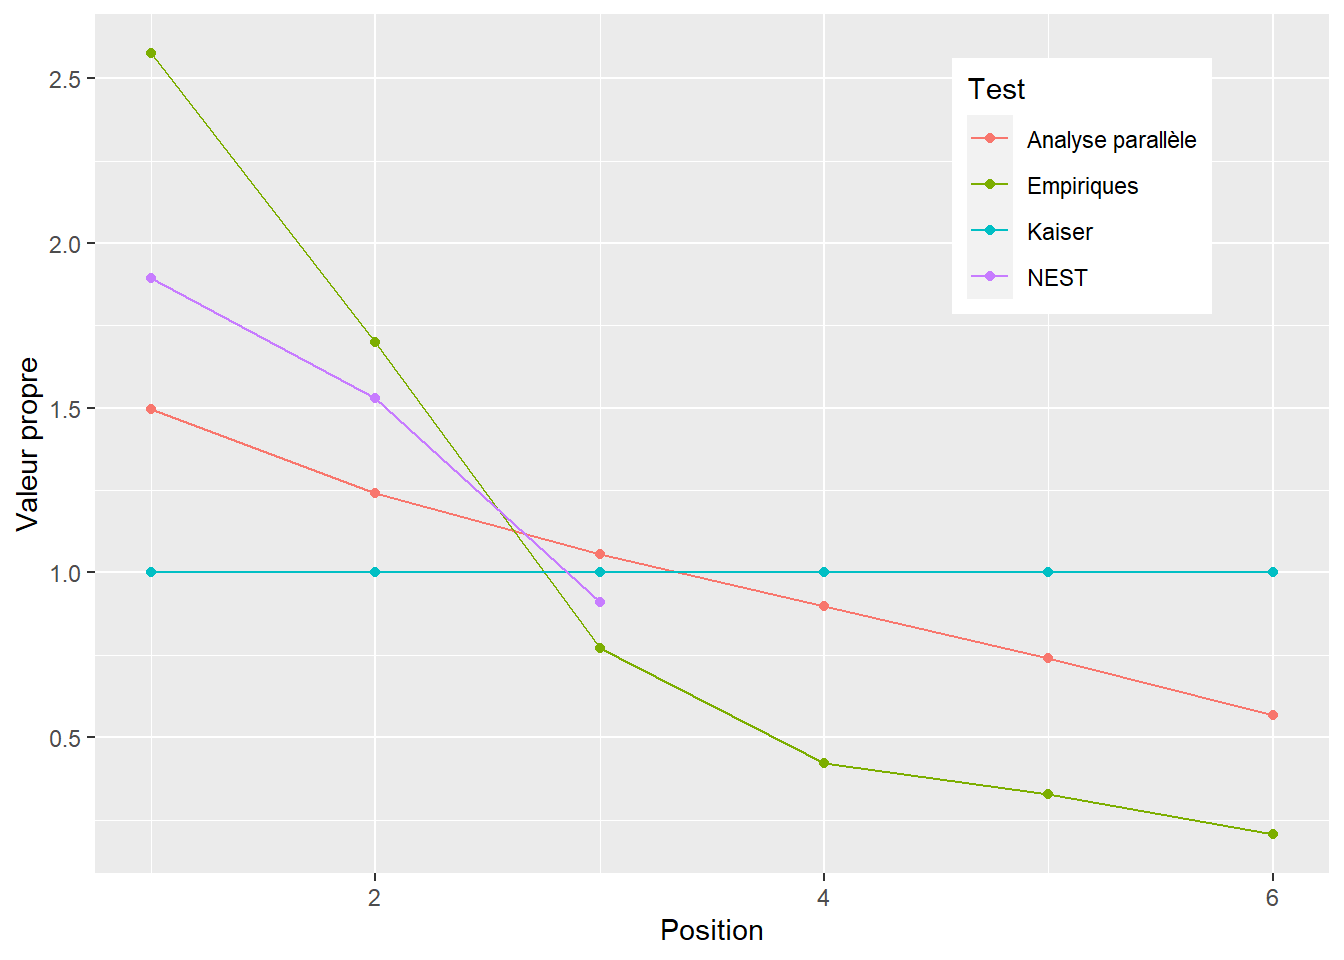 Test
Analyse parallèle
Empiriques
Kaiser
NEST
Valeur propre
2.5
2.0
1.5
1.0
0.5
2
4
6
Position